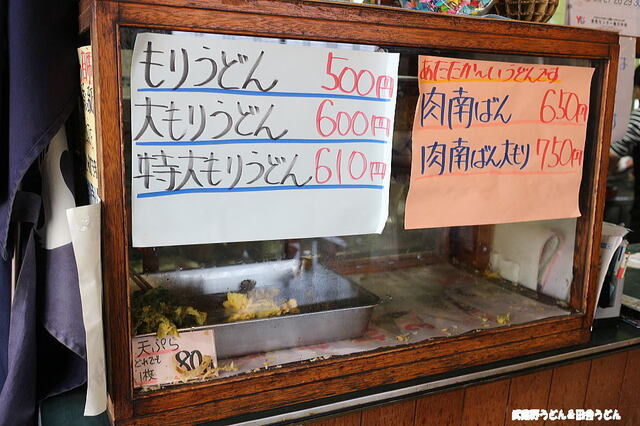 もりうどん 500円
大もりうどん 600円
特大もりうどん 610円
あたたか〜いうどんです
肉南ばん 650円
肉南ばん大もり 750円
天ぷら
どれでも
1枚 80
武蔵野うどん&田舎うどん